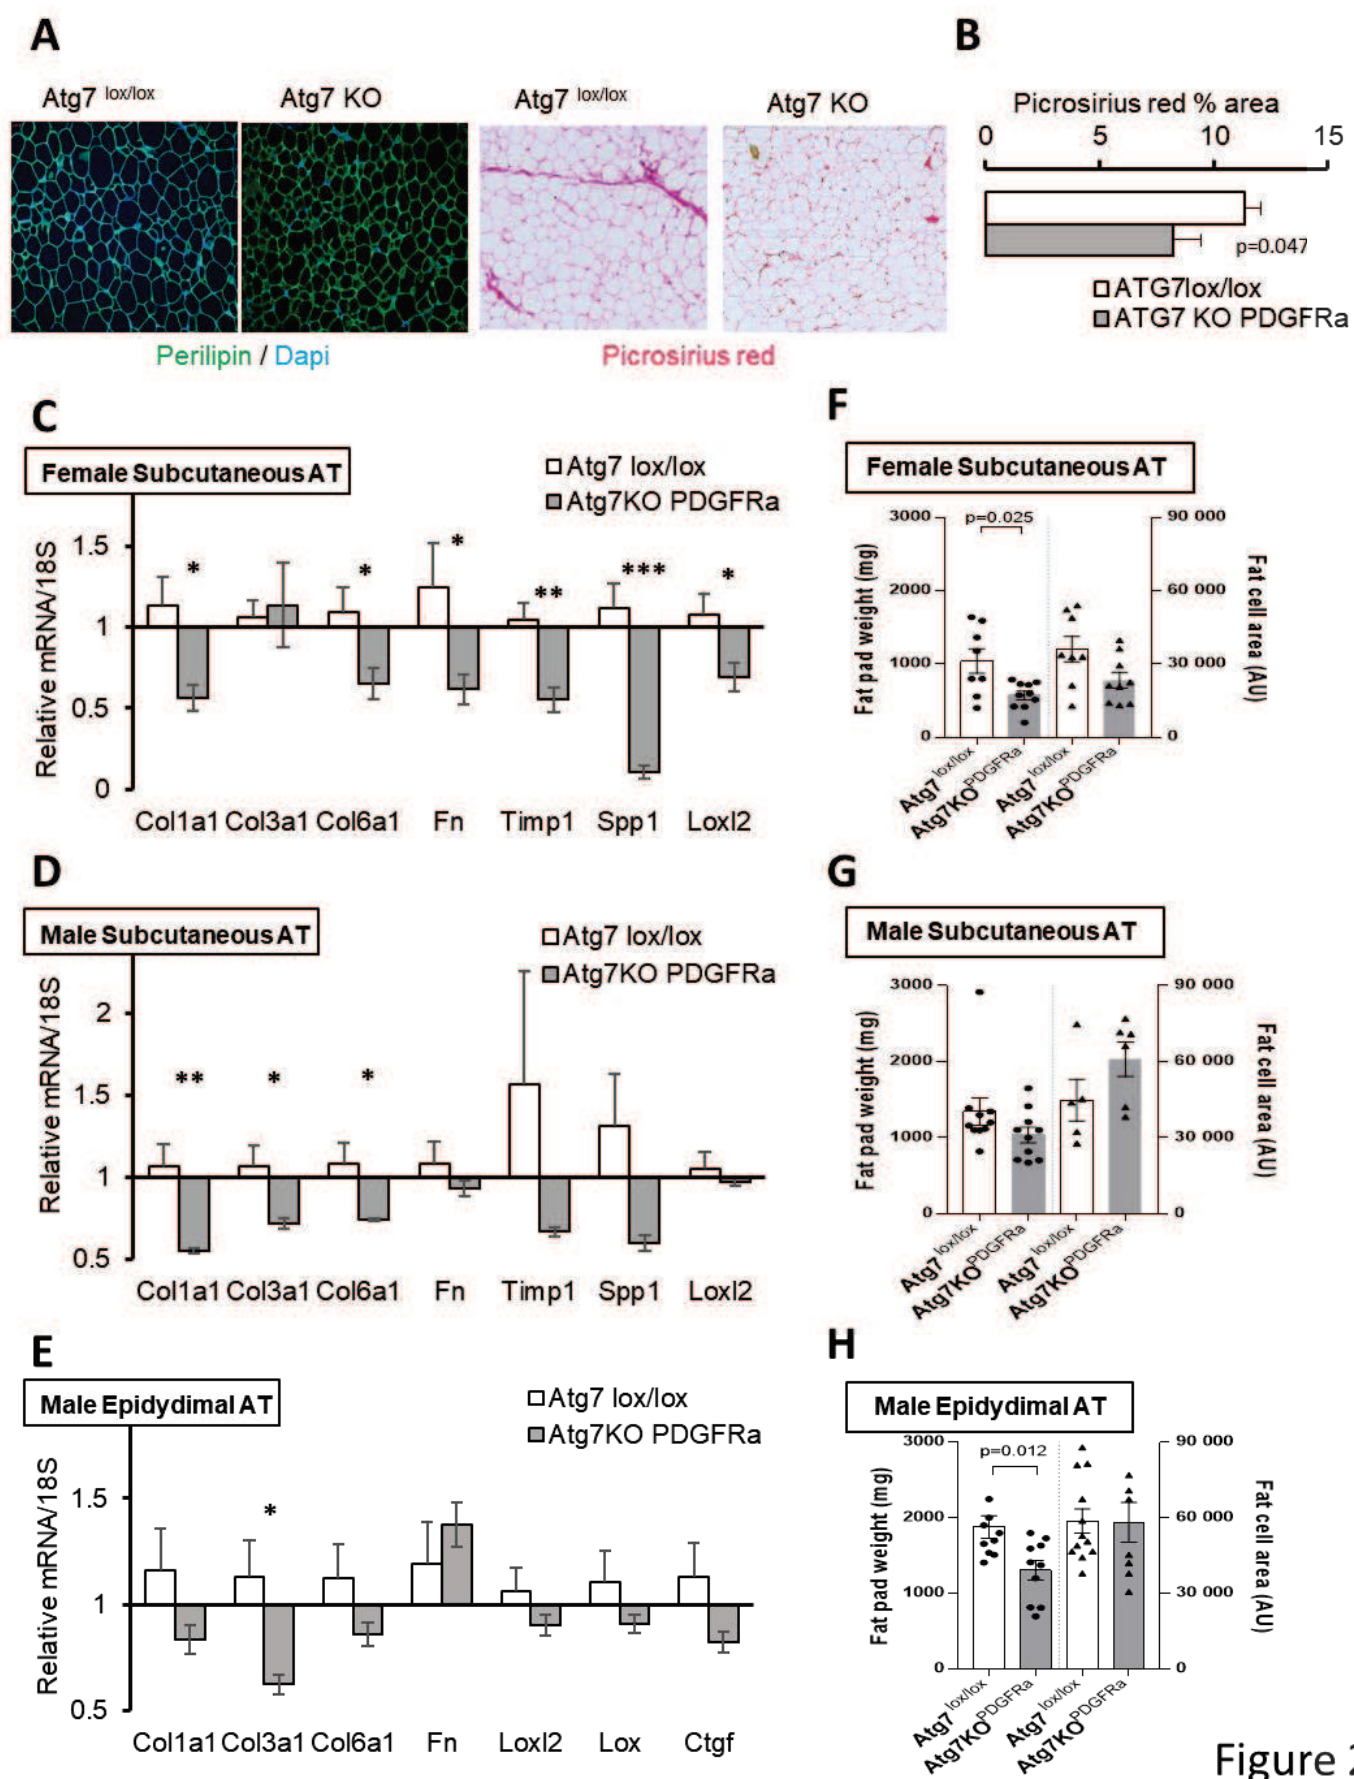 A
Atg7 lox/lox
Atg7 KO
Atg7 lox/lox
Atg7 KO
Perilipin / Dapi
Picrosirius red
B
Picrosirius red % area
0 5 10 15
p=0.047
ATG7lox/lox
ATG7 KO PDGFRa
C
Female Subcutaneous AT
Atg7 lox/lox
Atg7KO PDGFRa
Relative mRNA/18S
1.5
1
0.5
0
* * * ** *** *
Col1a1 Col3a1 Col6a1 Fn Timp1 Spp1 Loxl2
F
Female Subcutaneous AT
Fat pad weight (mg)
3000
2000
1000
0
p=0.025
90 000
60 000
30 000
0
Fat cell area (AU)
Atg7 lox/lox
Atg7KO PDGFRa
Atg7 lox/lox
Atg7KO PDGFRa
D
Male Subcutaneous AT
Atg7 lox/lox
Atg7KO PDGFRa
Relative mRNA/18S
2
1.5
1
0.5
** * *
Col1a1 Col3a1 Col6a1 Fn Timp1 Spp1 Loxl2
G
Male Subcutaneous AT
Fat pad weight (mg)
3000
2000
1000
0
90 000
60 000
30 000
0
Fat cell area (AU)
Atg7 lox/lox
Atg7KO PDGFRa
Atg7 lox/lox
Atg7KO PDGFRa
E
Male Epidydimal AT
Atg7 lox/lox
Atg7KO PDGFRa
Relative mRNA/18S
1.5
1
0.5
*
Col1a1 Col3a1 Col6a1 Fn Loxl2 Lox Ctgf
H
Male Epidydimal AT
Fat pad weight (mg)
3000
2000
1000
0
p=0.012
90 000
60 000
30 000
0
Fat cell area (AU)
Atg7 lox/lox
Atg7KO PDGFRa
Atg7 lox/lox
Atg7KO PDGFRa
Figure 2